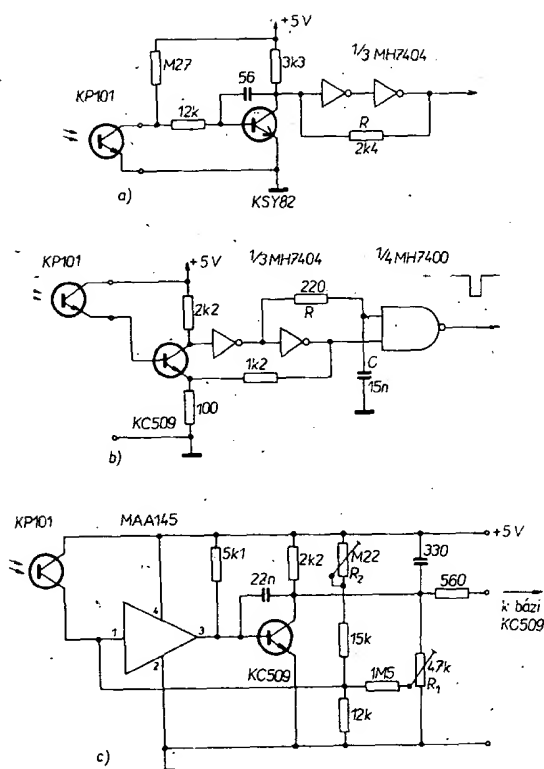 +5 V
M27
3k3
1/3 MH7404
KP101
56
12k
R
2k4
KSY82
a)
KP101
+5 V
1/3 MH7404
1/4 MH7400
2k2
220
R
1k2
C
15n
100
KC509
b)
KP101
MAA145
+5 V
5k1
2k2
M22
R2
330
22n
560
k bázi
KC509
4
1
3
2
KC509
15k
1M5
47k
R1
12k
c)